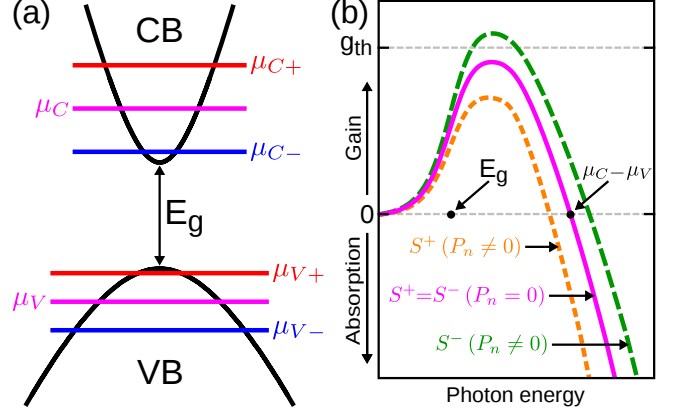 (a)
CB
μC+
μC
μC−
Eg
μV+
μV
μV−
VB
(b)
gth
Gain
0
Absorption
Eg
μC−μV
S+ (Pn ≠ 0)
S+=S− (Pn = 0)
S− (Pn ≠ 0)
Photon energy